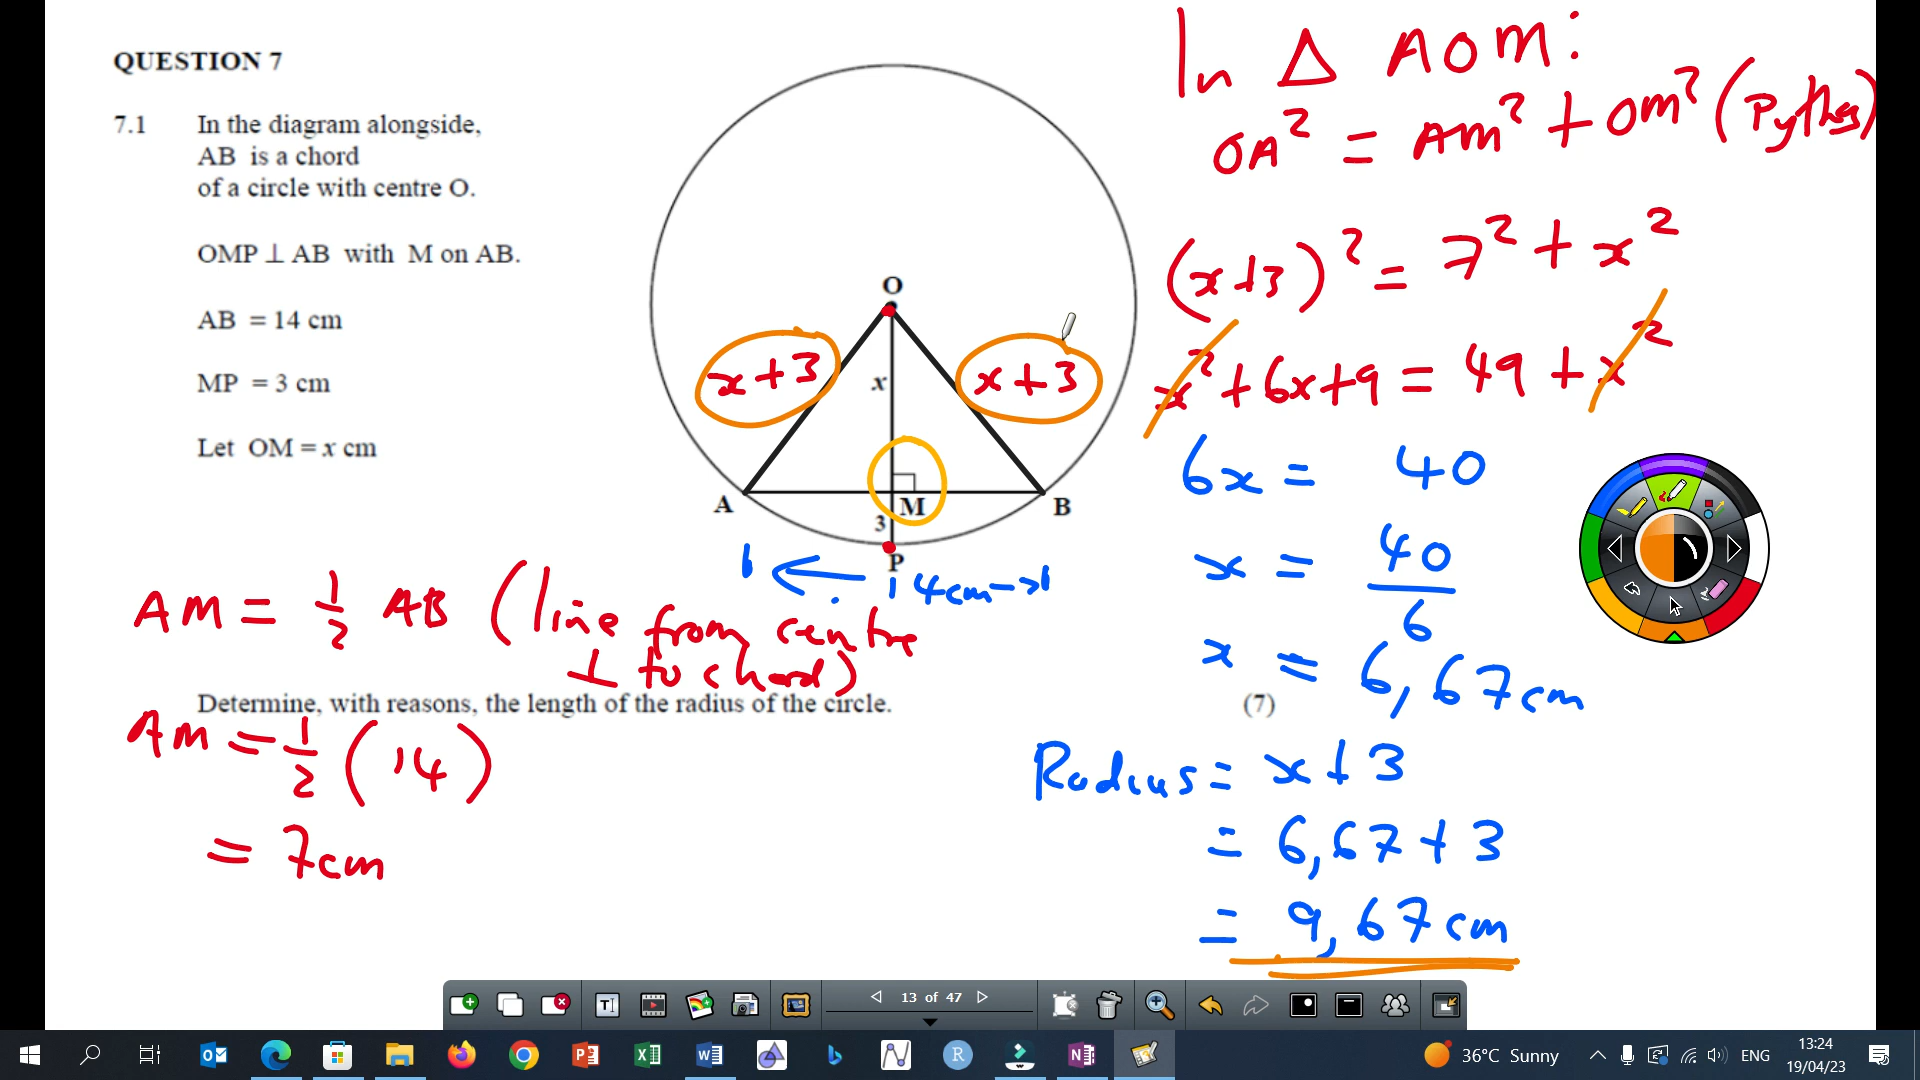 QUESTION 7
7.1 In the diagram alongside,
AB is a chord
of a circle with centre O.
OMP ⊥ AB with M on AB.
AB = 14 cm
MP = 3 cm
Let OM = x cm
O
x+3
x
x+3
A
M
B
3
P
14cm
AM = 1/2 AB (line from centre
⊥ to chord)
Determine, with reasons, the length of the radius of the circle. (7)
AM = 1/2 (14)
= 7cm
In Δ AOM:
OA² = AM² + OM² (Pythag)
(x+3)² = 7² + x²
x² + 6x + 9 = 49 + x²
6x = 40
x = 40/6
x = 6,67cm
Radius = x + 3
= 6,67 + 3
= 9,67cm
13 of 47
36°C Sunny
ENG
13:24
19/04/23